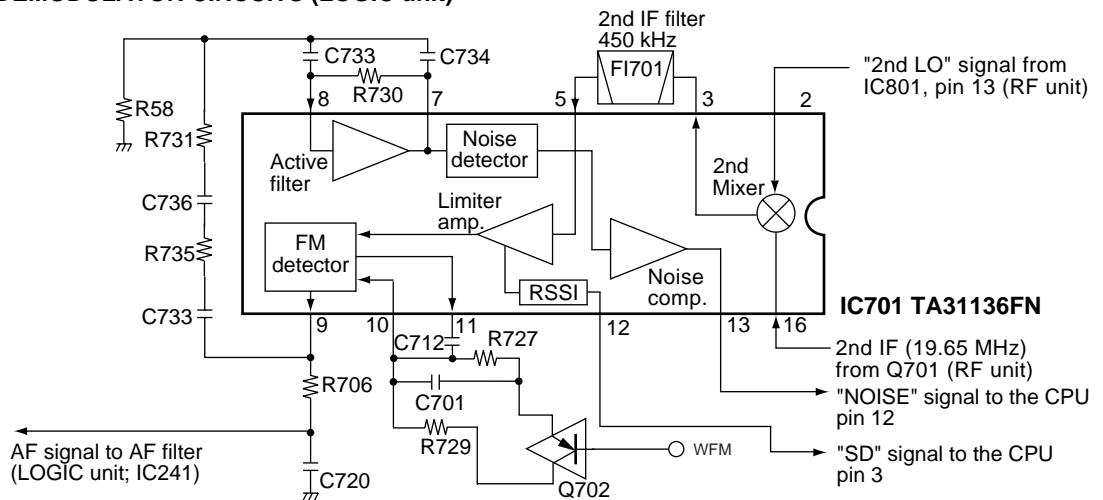 2nd IF filter
450 kHz
FI701
C733
C734
R730
"2nd LO" signal from
IC801, pin 13 (RF unit)
8
7
5
3
2
R58
R731
C736
R735
C733
Active
filter
Noise
detector
2nd
Mixer
Limiter
amp.
FM
detector
RSSI
Noise
comp.
IC701 TA31136FN
9
10
11
12
13
16
C712
R727
2nd IF (19.65 MHz)
from Q701 (RF unit)
R706
C701
"NOISE" signal to the CPU
pin 12
R729
WFM
AF signal to AF filter
(LOGIC unit; IC241)
"SD" signal to the CPU
pin 3
C720
Q702